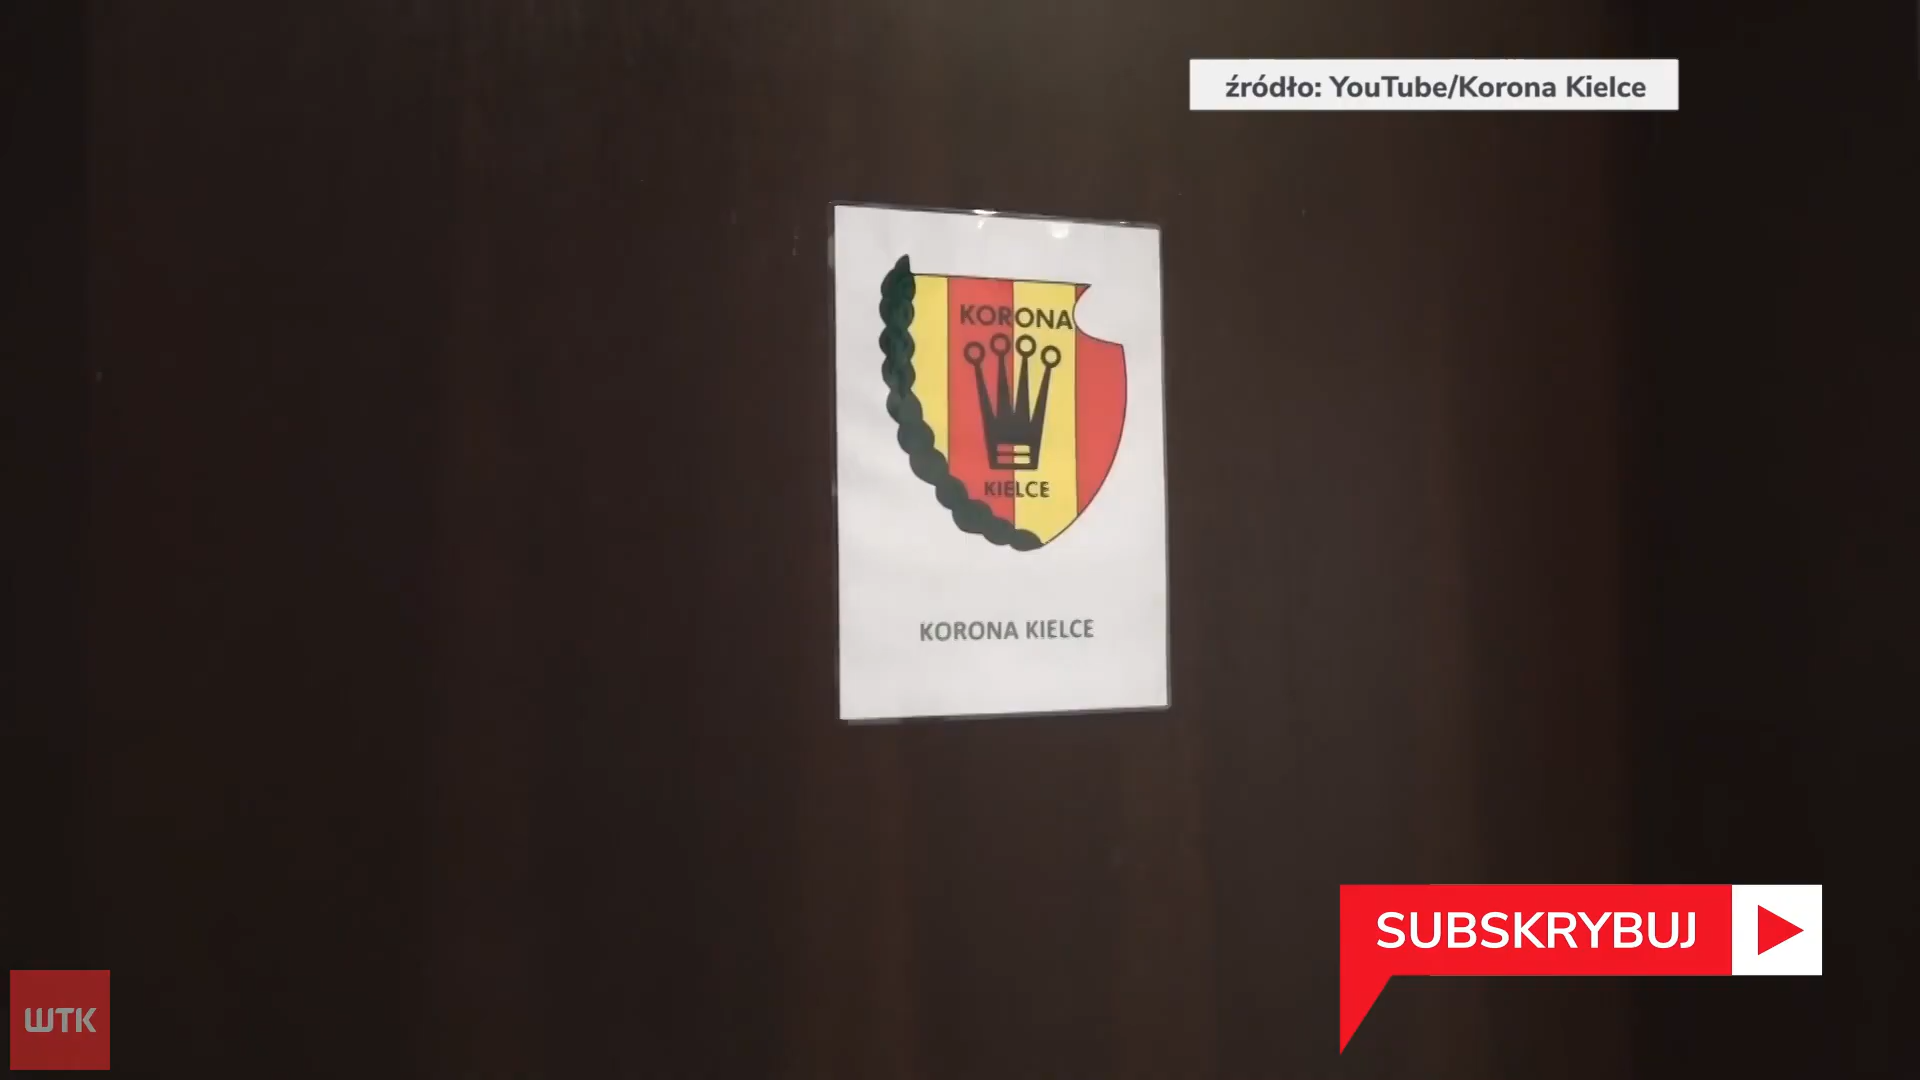 źródło: YouTube/Korona Kielce
KORONA
KIELCE
KORONA KIELCE
SUBSKRYBUJ
WTK